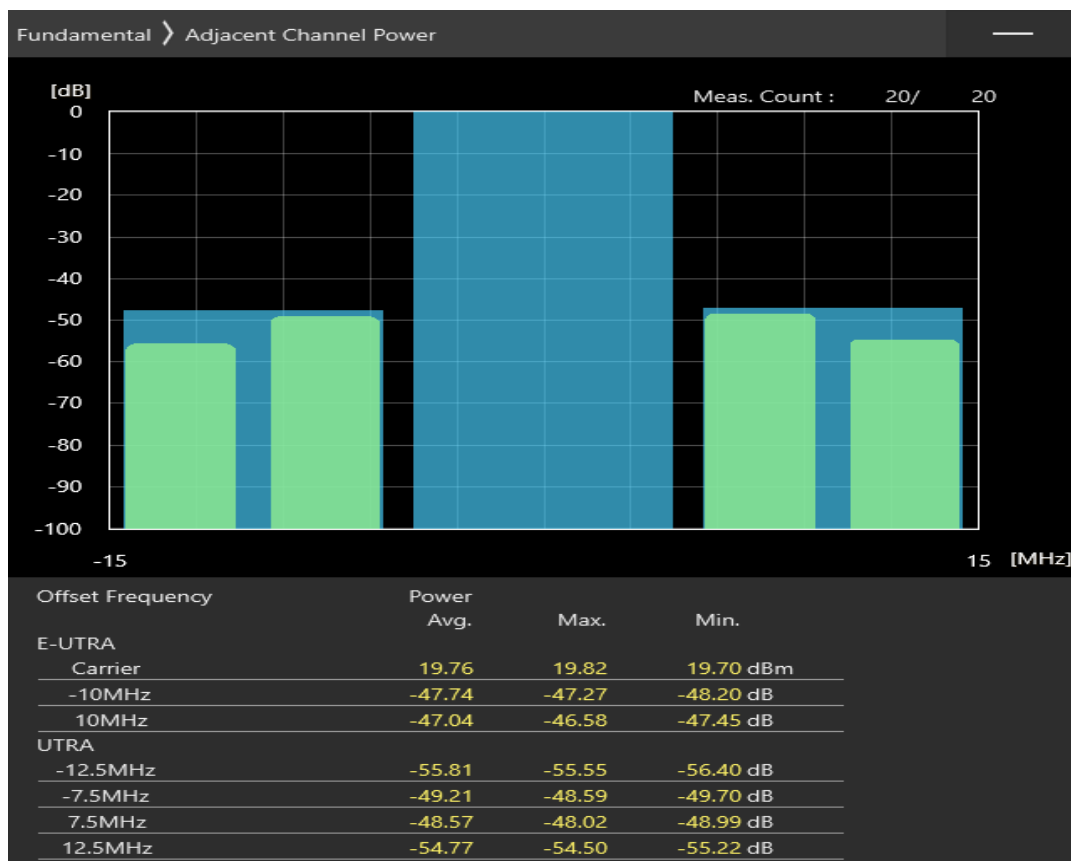 Fundamental ❯ Adjacent Channel Power
[dB]
Meas. Count : 20/ 20
0
-10
-20
-30
-40
-50
-60
-70
-80
-90
-100
-15 15 [MHz]
Offset Frequency Power
Avg. Max. Min.
E-UTRA
Carrier 19.76 19.82 19.70 dBm
-10MHz -47.74 -47.27 -48.20 dB
10MHz -47.04 -46.58 -47.45 dB
UTRA
-12.5MHz -55.81 -55.55 -56.40 dB
-7.5MHz -49.21 -48.59 -49.70 dB
7.5MHz -48.57 -48.02 -48.99 dB
12.5MHz -54.77 -54.50 -55.22 dB